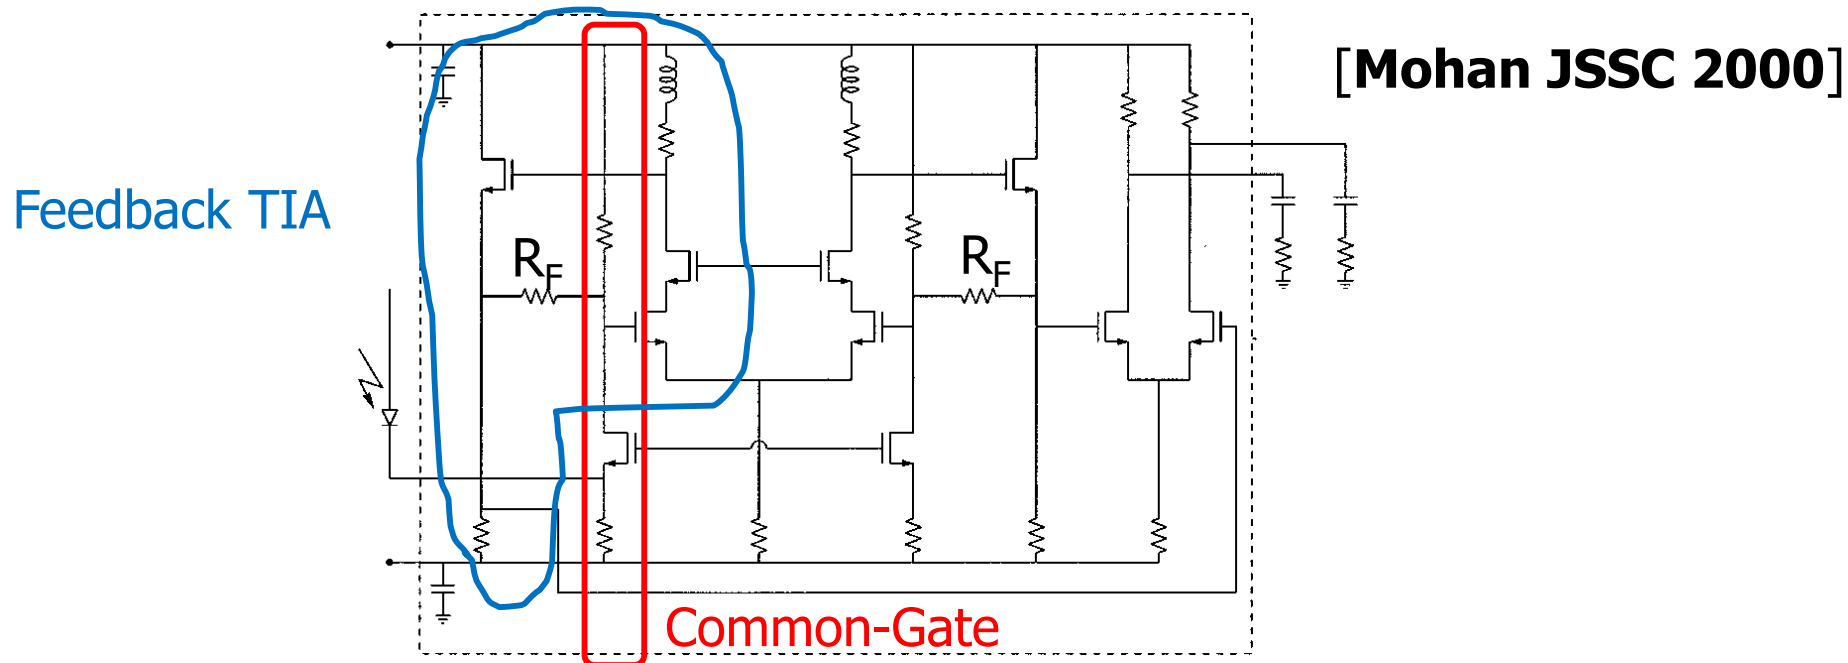 [Mohan JSSC 2000]
Feedback TIA
RF
RF
Common-Gate